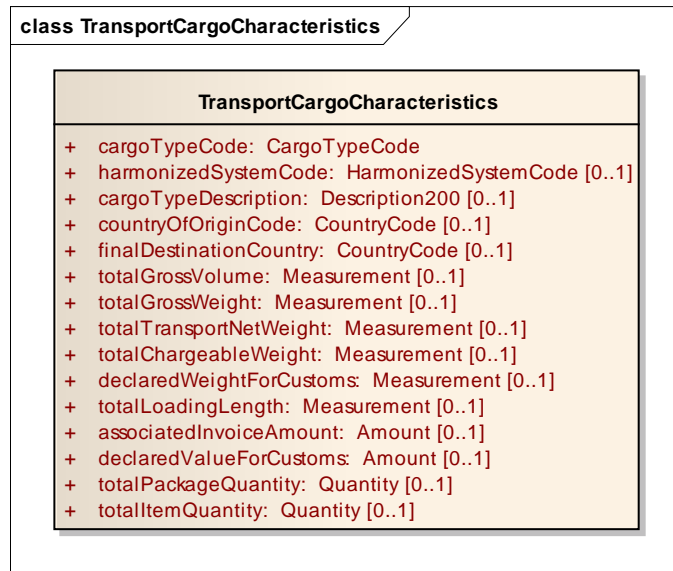 class TransportCargoCharacteristics
TransportCargoCharacteristics
+ cargoTypeCode: CargoTypeCode
+ harmonizedSystemCode: HarmonizedSystemCode [0..1]
+ cargoTypeDescription: Description200 [0..1]
+ countryOfOriginCode: CountryCode [0..1]
+ finalDestinationCountry: CountryCode [0..1]
+ totalGrossVolume: Measurement [0..1]
+ totalGrossWeight: Measurement [0..1]
+ totalTransportNetWeight: Measurement [0..1]
+ totalChargeableWeight: Measurement [0..1]
+ declaredWeightForCustoms: Measurement [0..1]
+ totalLoadingLength: Measurement [0..1]
+ associatedInvoiceAmount: Amount [0..1]
+ declaredValueForCustoms: Amount [0..1]
+ totalPackageQuantity: Quantity [0..1]
+ totalItemQuantity: Quantity [0..1]